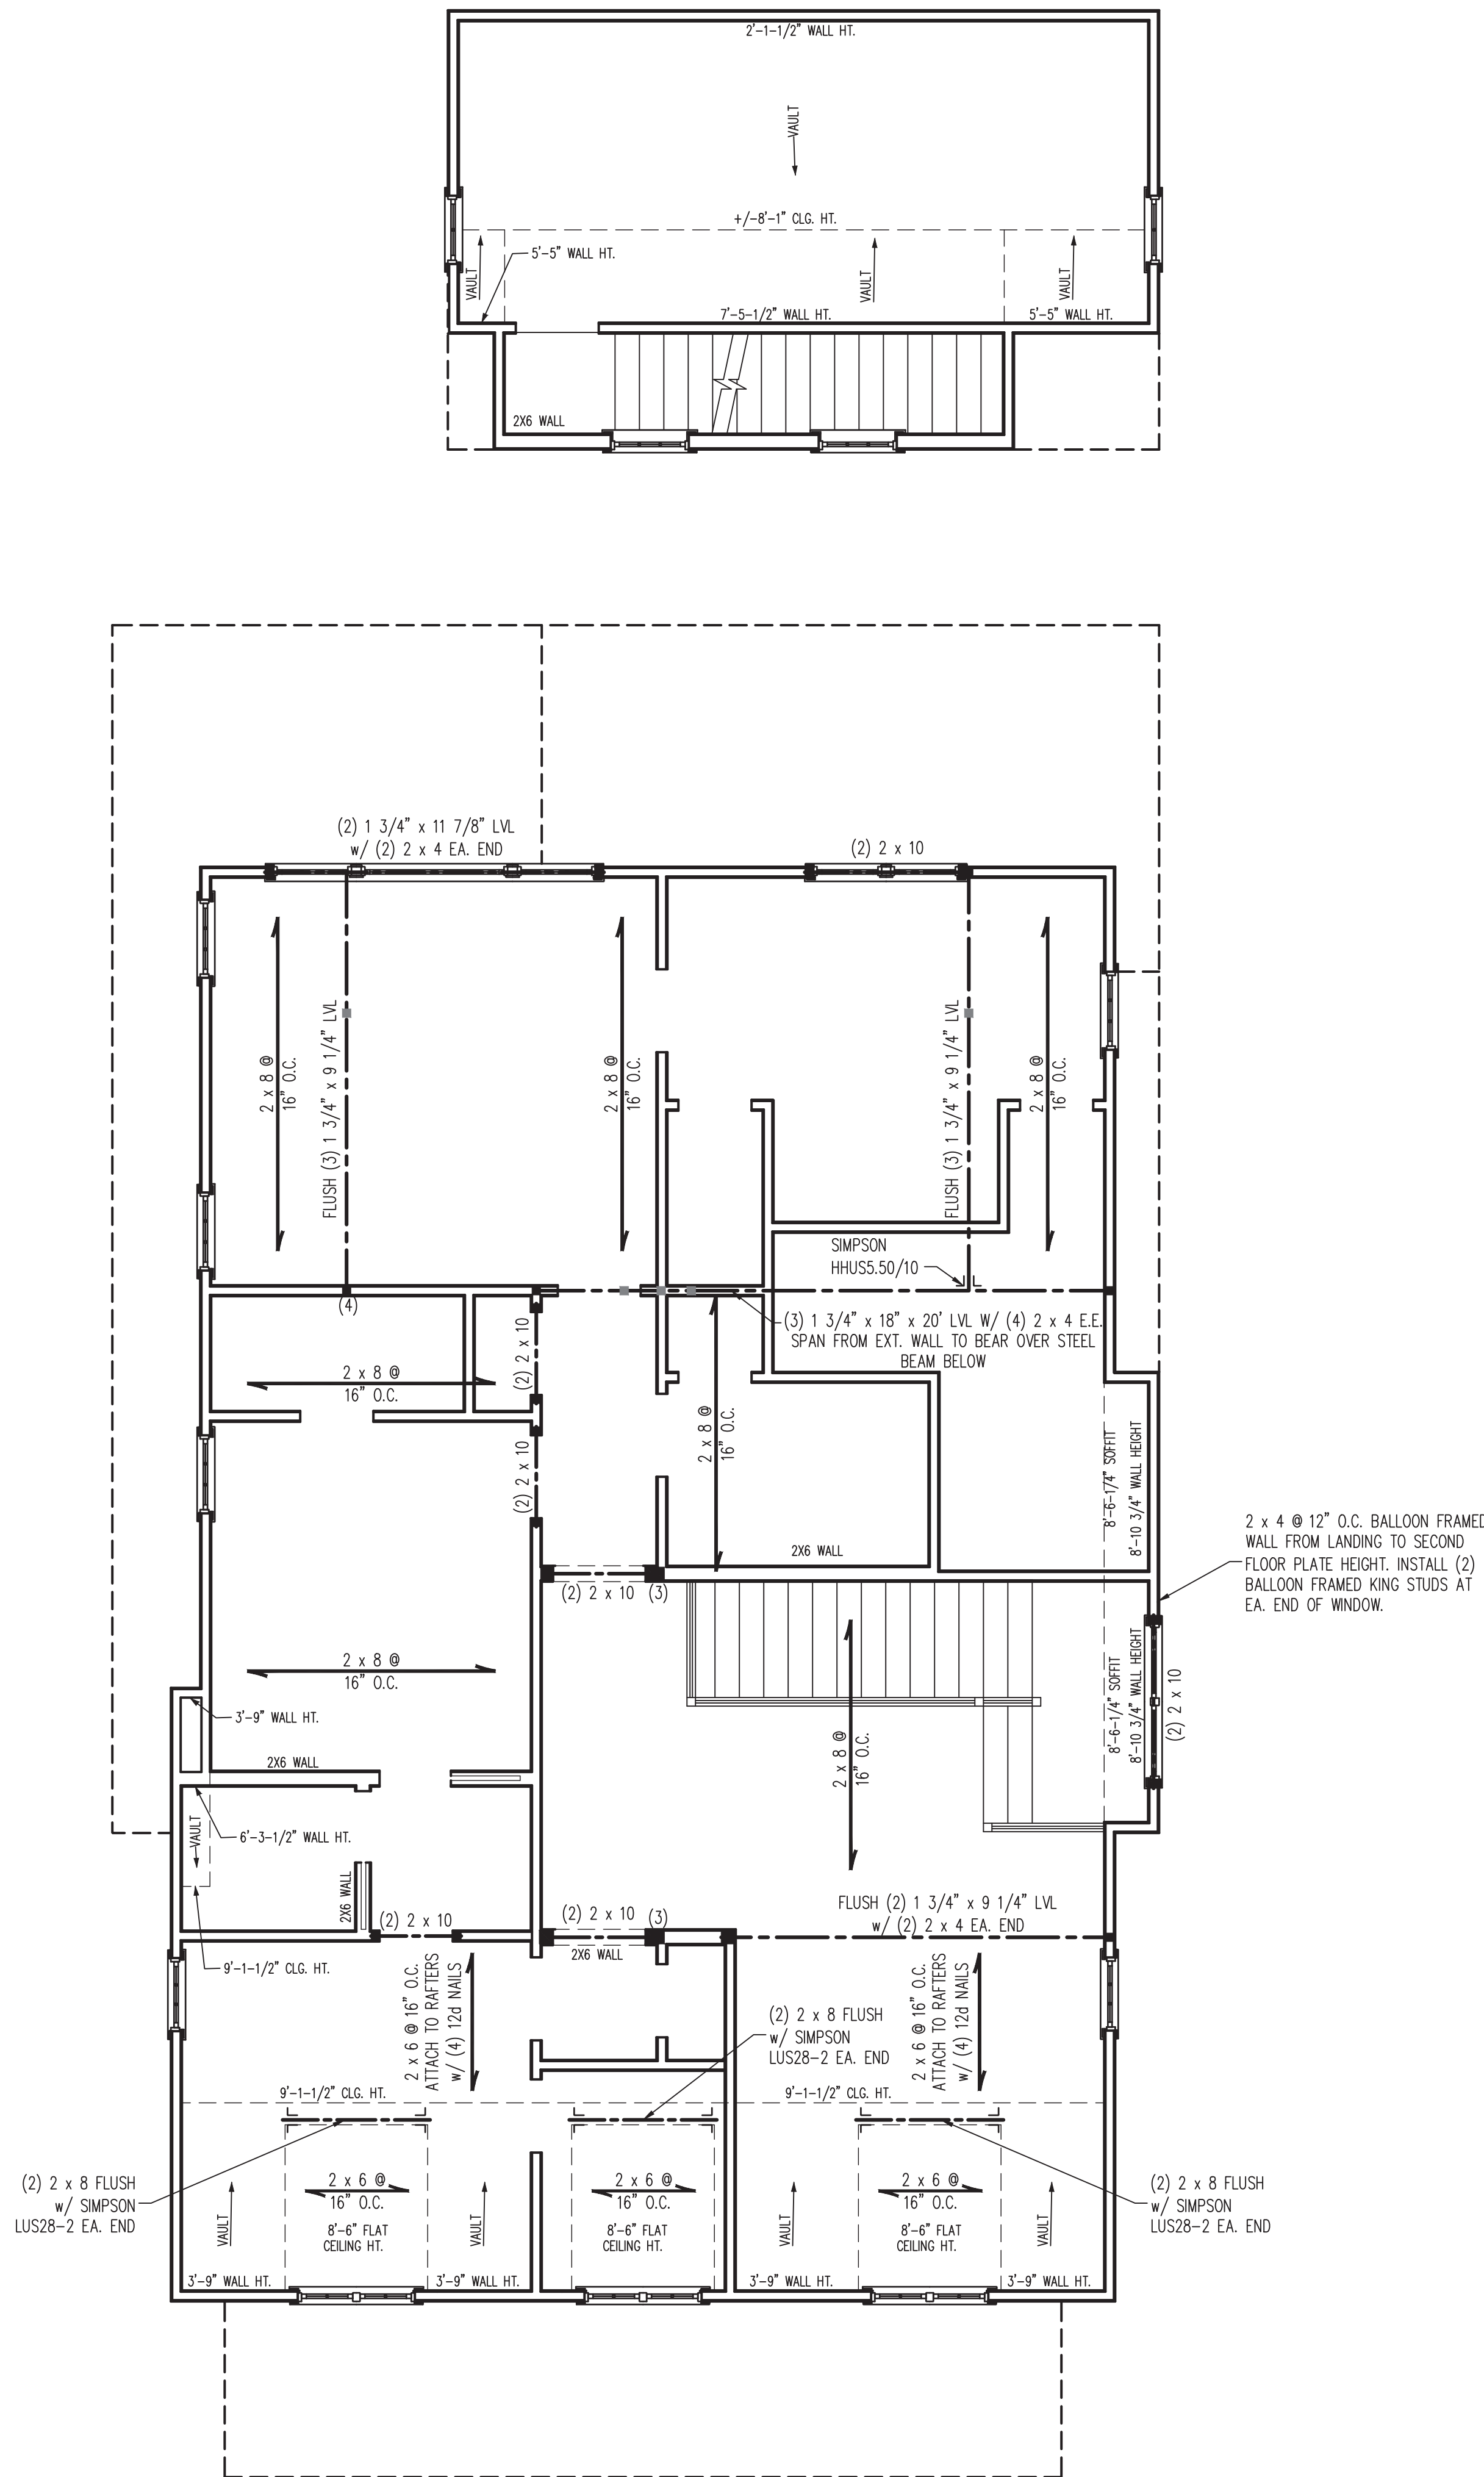 2'-1-1/2" WALL HT.
VAULT
+/-8'-1" CLG. HT.
5'-5" WALL HT.
VAULT
VAULT
VAULT
7'-5-1/2" WALL HT.
5'-5" WALL HT.
2X6 WALL
(2) 1 3/4" x 11 7/8" LVL
w/ (2) 2 x 4 EA. END
(2) 2 x 10
2 x 8 @
16" O.C.
FLUSH (3) 1 3/4" x 9 1/4" LVL
2 x 8 @
16" O.C.
FLUSH (3) 1 3/4" x 9 1/4" LVL
2 x 8 @
16" O.C.
SIMPSON
HHUS5.50/10
(4)
(3) 1 3/4" x 18" x 20' LVL W/ (4) 2 x 4 E.E.
SPAN FROM EXT. WALL TO BEAR OVER STEEL
BEAM BELOW
(2) 2 x 10
2 x 8 @
16" O.C.
2 x 8 @
16" O.C.
(2) 2 x 10
8'-6-1/4" SOFFIT
8'-10 3/4" WALL HEIGHT
2X6 WALL
2 x 4 @ 12" O.C. BALLOON FRAMED
WALL FROM LANDING TO SECOND
FLOOR PLATE HEIGHT. INSTALL (2)
BALLOON FRAMED KING STUDS AT
EA. END OF WINDOW.
(2) 2 x 10 (3)
2 x 8 @
16" O.C.
8'-6-1/4" SOFFIT
8'-10 3/4" WALL HEIGHT
(2) 2 x 10
3'-9" WALL HT.
2 x 8 @
16" O.C.
2X6 WALL
VAULT
6'-3-1/2" WALL HT.
2X6 WALL
(2) 2 x 10
(2) 2 x 10 (3)
2X6 WALL
FLUSH (2) 1 3/4" x 9 1/4" LVL
w/ (2) 2 x 4 EA. END
9'-1-1/2" CLG. HT.
2 x 6 @ 16" O.C.
ATTACH TO RAFTERS
w/ (4) 12d NAILS
(2) 2 x 8 FLUSH
w/ SIMPSON
LUS28-2 EA. END
2 x 6 @ 16" O.C.
ATTACH TO RAFTERS
w/ (4) 12d NAILS
9'-1-1/2" CLG. HT.
9'-1-1/2" CLG. HT.
(2) 2 x 8 FLUSH
w/ SIMPSON
LUS28-2 EA. END
VAULT
2 x 6 @
16" O.C.
8'-6" FLAT
CEILING HT.
VAULT
2 x 6 @
16" O.C.
8'-6" FLAT
CEILING HT.
VAULT
2 x 6 @
16" O.C.
8'-6" FLAT
CEILING HT.
VAULT
(2) 2 x 8 FLUSH
w/ SIMPSON
LUS28-2 EA. END
3'-9" WALL HT.
3'-9" WALL HT.
3'-9" WALL HT.
3'-9" WALL HT.